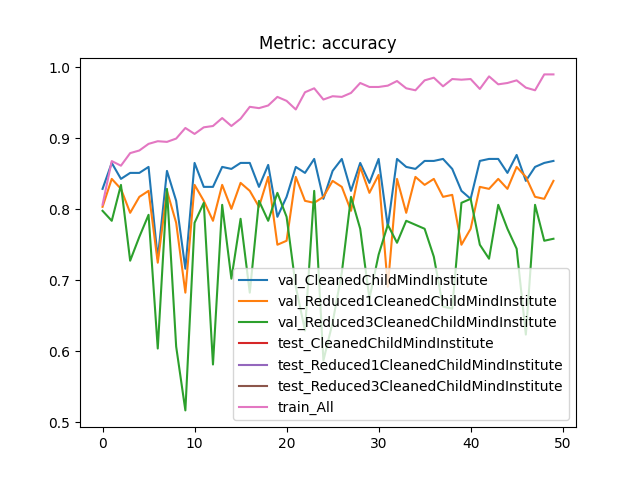 Metric: accuracy
1.0
0.9
0.8
0.7
0.6
0.5
0
10
20
30
40
50
val_CleanedChildMindInstitute
val_Reduced1CleanedChildMindInstitute
val_Reduced3CleanedChildMindInstitute
test_CleanedChildMindInstitute
test_Reduced1CleanedChildMindInstitute
test_Reduced3CleanedChildMindInstitute
train_All